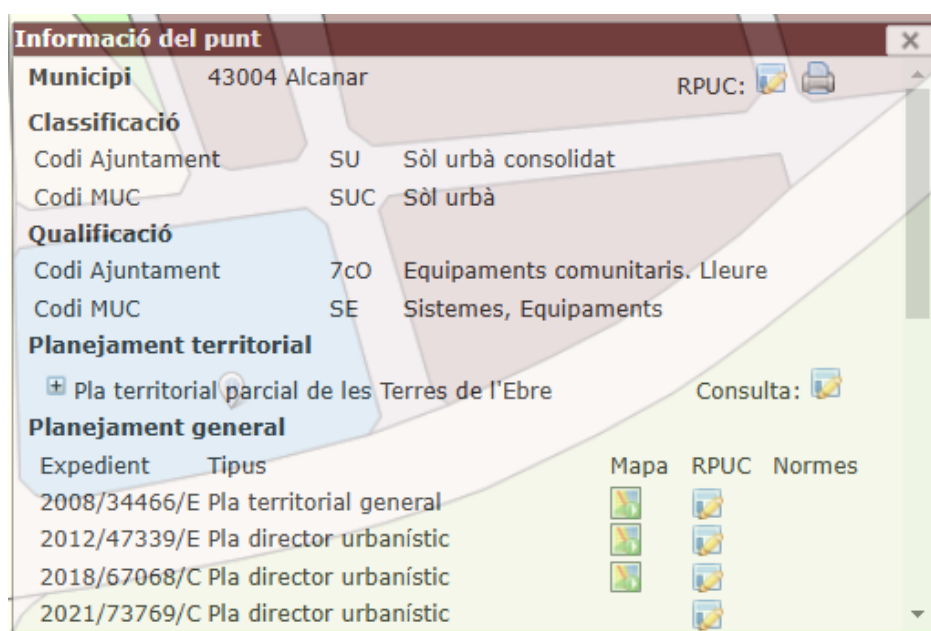 Informació del punt
Municipi 43004 Alcanar RPUC:
Classificació
Codi Ajuntament SU Sòl urbà consolidat
Codi MUC SUC Sòl urbà
Qualificació
Codi Ajuntament 7cO Equipaments comunitaris. Lleure
Codi MUC SE Sistemes, Equipaments
Planejament territorial
Pla territorial parcial de les Terres de l'Ebre Consulta:
Planejament general
Expedient Tipus Mapa RPUC Normes
2008/34466/E Pla territorial general
2012/47339/E Pla director urbanístic
2018/67068/C Pla director urbanístic
2021/73769/C Pla director urbanístic